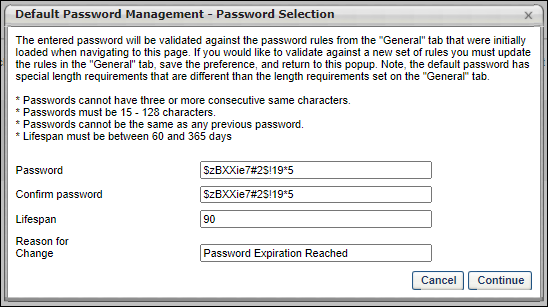 Default Password Management - Password Selection
The entered password will be validated against the password rules from the "General" tab that were initially
loaded when navigating to this page. If you would like to validate against a new set of rules you must update
the rules in the "General" tab, save the preference, and return to this popup. Note, the default password has
special length requirements that are different than the length requirements set on the "General" tab.
* Passwords cannot have three or more consecutive same characters.
* Passwords must be 15 - 128 characters.
* Passwords cannot be the same as any previous password.
* Lifespan must be between 60 and 365 days
Password $zBXXie7#2$!19*5
Confirm password $zBXXie7#2$!19*5
Lifespan 90
Reason for
Change Password Expiration Reached
Cancel Continue